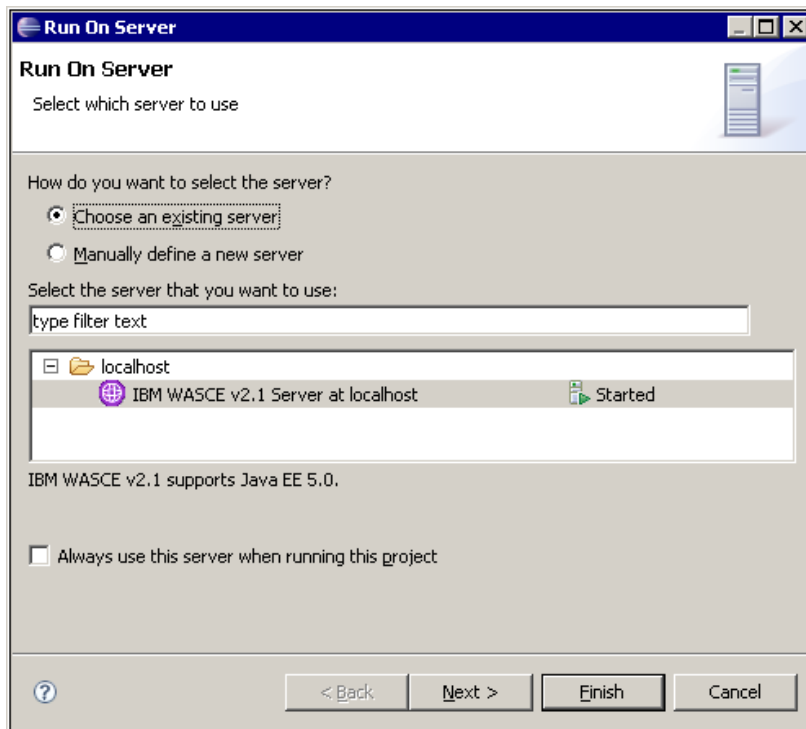 Run On Server
Run On Server
Select which server to use
How do you want to select the server?
Choose an existing server
Manually define a new server
Select the server that you want to use:
type filter text
localhost
IBM WASCE v2.1 Server at localhost Started
IBM WASCE v2.1 supports Java EE 5.0.
Always use this server when running this project
? < Back Next > Finish Cancel